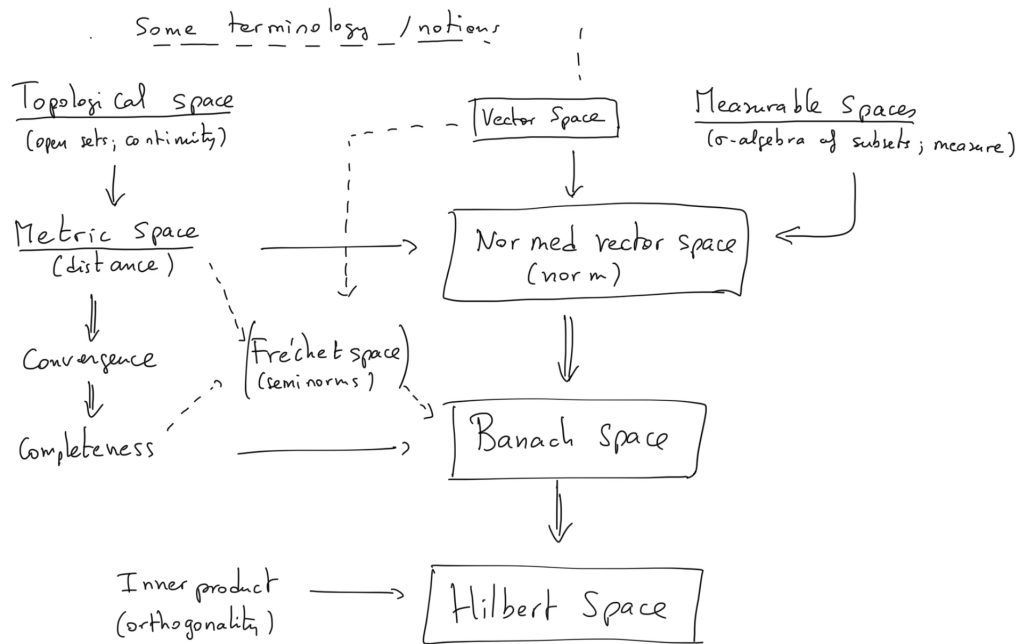 Some terminology / notions
Topological space
(open sets; continuity)
Vector Space
Measurable Spaces
(σ-algebra of subsets; measure)
Metric Space
(distance)
Normed vector space
(norm)
Convergence
(Fréchet space)
(seminorms)
Completeness
Banach Space
Inner product
(orthogonality)
Hilbert Space